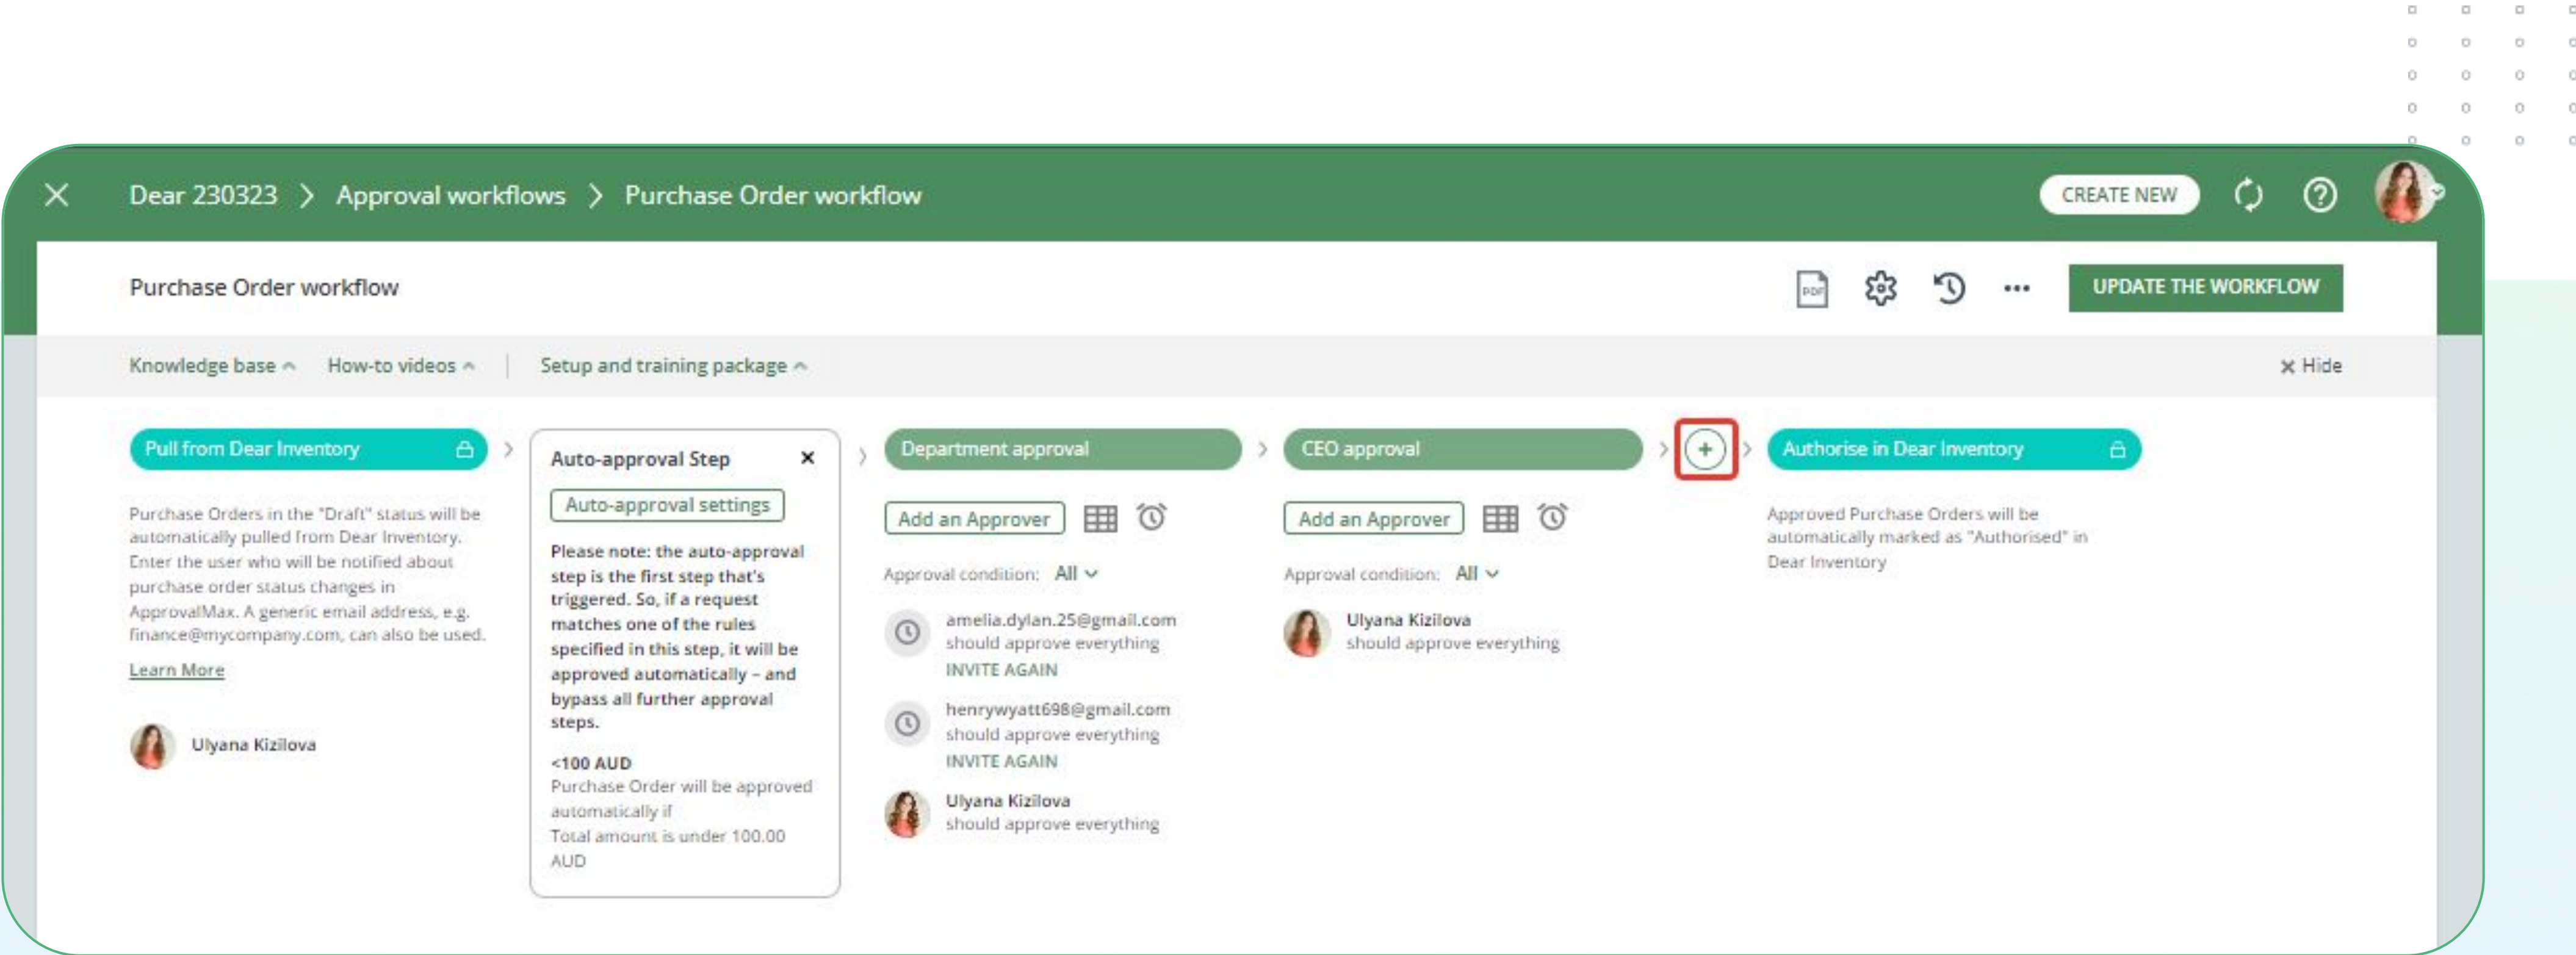 Dear 230323 > Approval workflows > Purchase Order workflow
CREATE NEW
Purchase Order workflow
PDF
UPDATE THE WORKFLOW
Knowledge base
How-to videos
Setup and training package
Hide
Pull from Dear Inventory
Purchase Orders in the "Draft" status will be
automatically pulled from Dear Inventory.
Enter the user who will be notified about
purchase order status changes in
ApprovalMax. A generic email address, e.g.
finance@mycompany.com, can also be used.
Learn More
Ulyana Kizilova
Auto-approval Step
Auto-approval settings
Please note: the auto-approval
step is the first step that's
triggered. So, if a request
matches one of the rules
specified in this step, it will be
approved automatically – and
bypass all further approval
steps.
<100 AUD
Purchase Order will be approved
automatically if
Total amount is under 100.00
AUD
Department approval
Add an Approver
Approval condition: All
amelia.dylan.25@gmail.com
should approve everything
INVITE AGAIN
henrywyatt698@gmail.com
should approve everything
INVITE AGAIN
Ulyana Kizilova
should approve everything
CEO approval
Add an Approver
Approval condition: All
Ulyana Kizilova
should approve everything
Authorise in Dear Inventory
Approved Purchase Orders will be
automatically marked as "Authorised" in
Dear Inventory